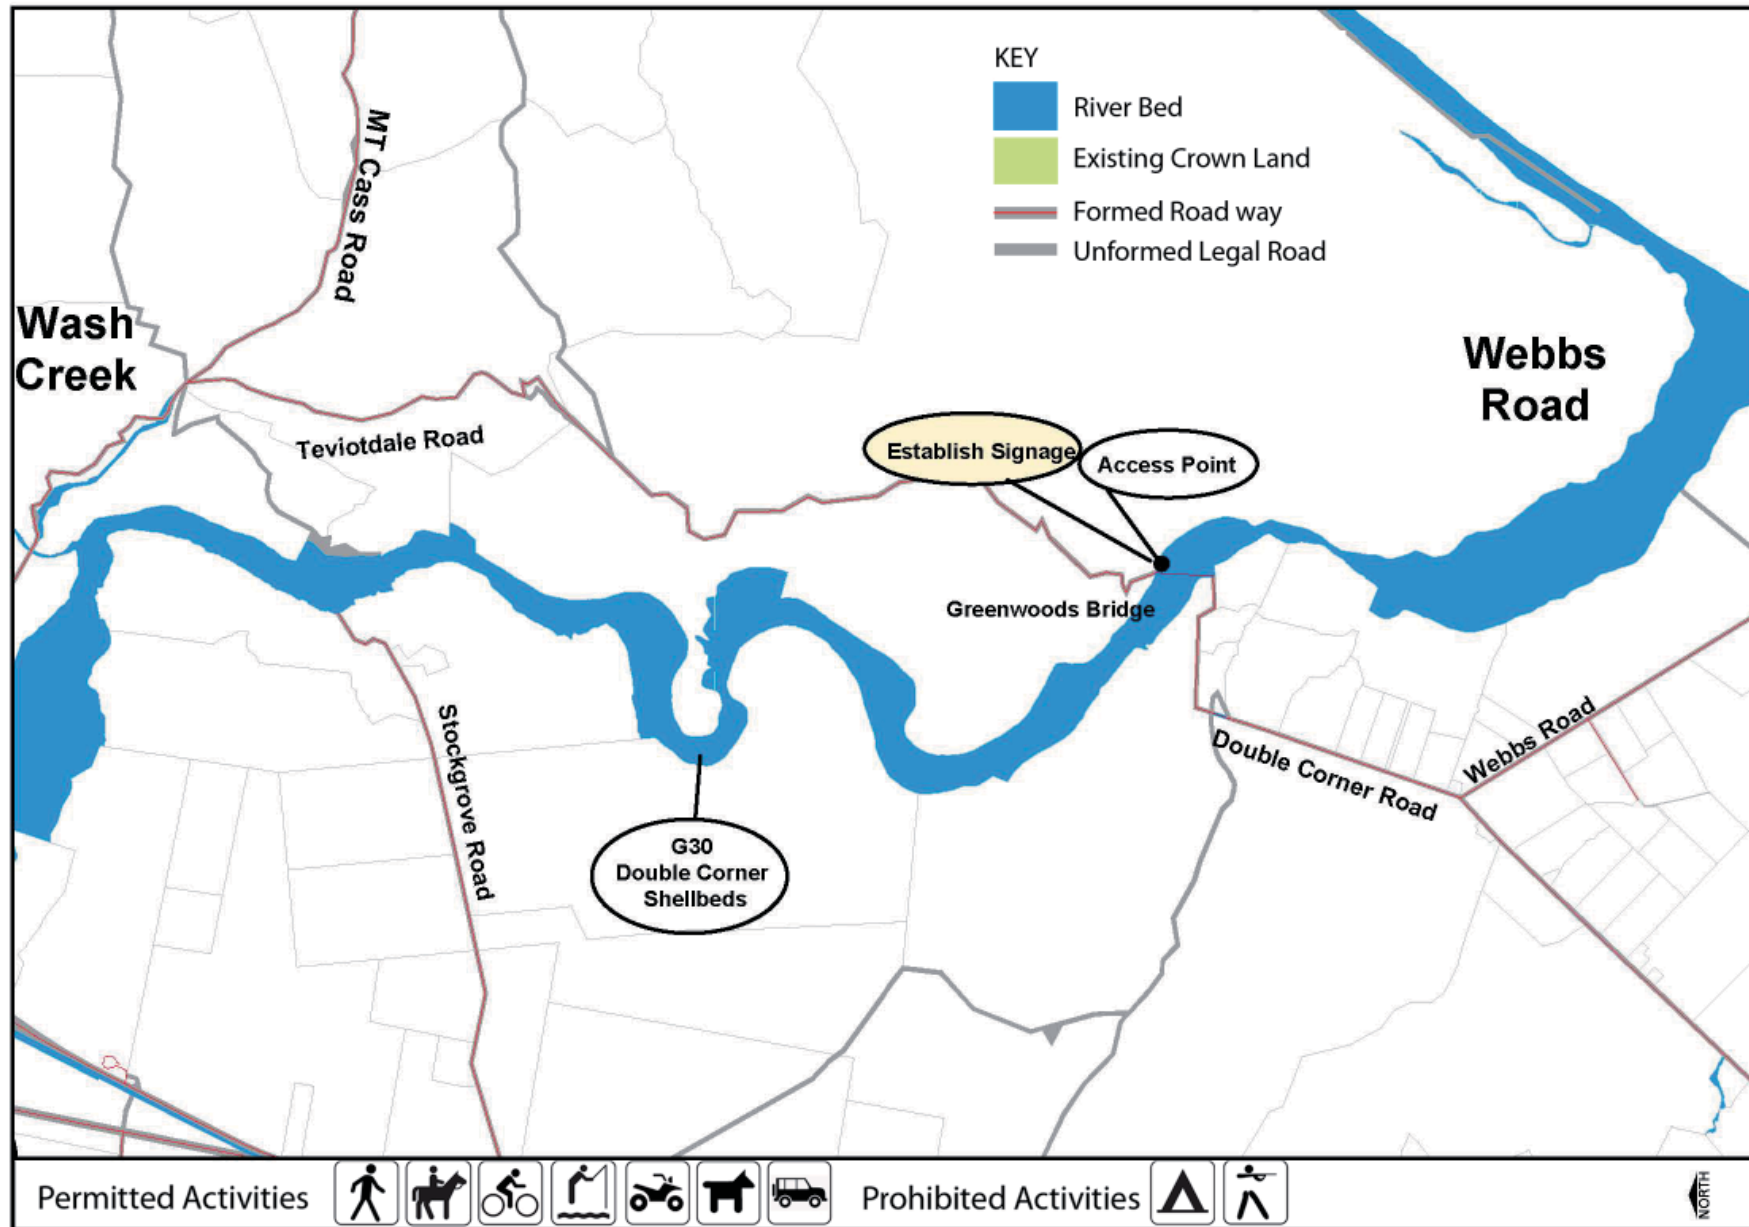 KEY
River Bed
Existing Crown Land
Formed Road way
Unformed Legal Road
MT Cass Road
Wash
Creek
Webbs
Road
Teviotdale Road
Establish Signage
Access Point
Greenwoods Bridge
Stockgrove Road
Double Corner Road
Webbs Road
G30
Double Corner
Shellbeds
Permitted Activities
Prohibited Activities
NORTH